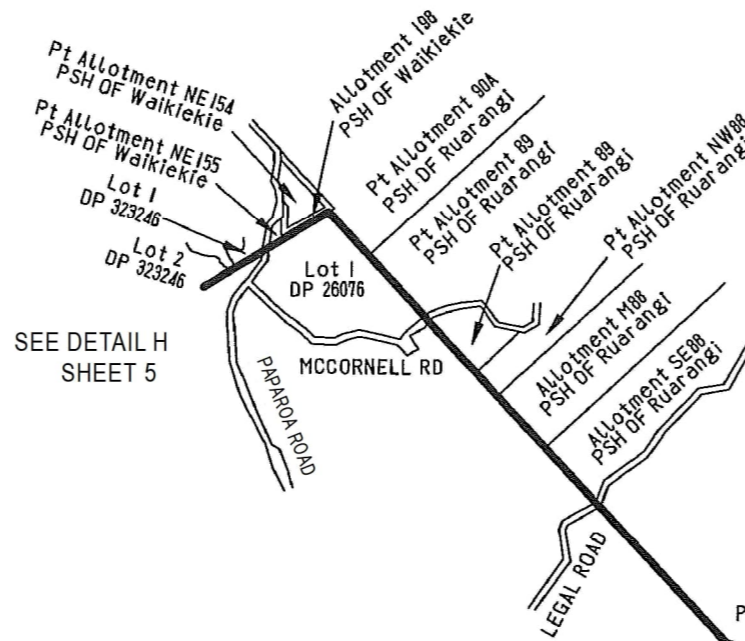 Pt Allotment NE154
PSH OF Waikiekie
Pt Allotment NE155
PSH OF Waikiekie
Lot 1
DP 323246
Lot 2
DP 323246
Allotment 198
PSH OF Waikiekie
Pt Allotment 90A
PSH OF Ruarangi
Pt Allotment 89
PSH OF Ruarangi
Pt Allotment 89
PSH OF Ruarangi
Pt Allotment NW88
PSH OF Ruarangi
Allotment M88
PSH OF Ruarangi
Allotment SE88
PSH OF Ruarangi
Lot 1
DP 26076
MCCORNELL RD
SEE DETAIL H
SHEET 5
PAPAROA ROAD
LEGAL ROAD
P